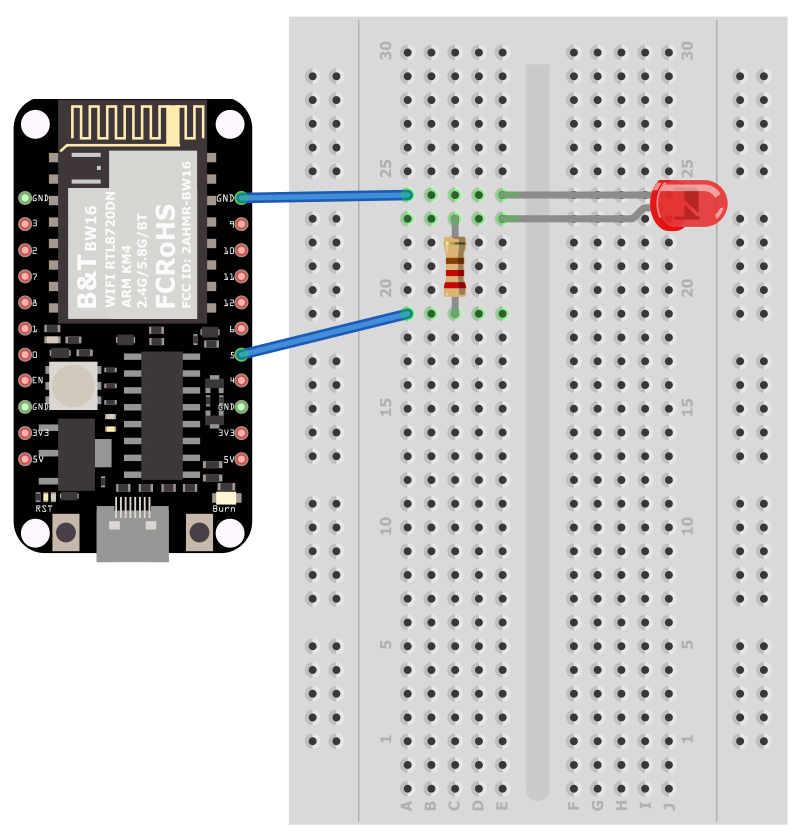 GND
3
2
7
8
1
0
EN
GND
3V3
5V
RST
B&T BW16
WIFI RTL8720DN
ARM KM4
2.4G/5.8G/BT
FCRoHS
FCC ID: 2AHMR-BW16
GND
9
10
11
12
6
5
4
GND
3V3
5V
Burn
30
25
20
15
10
5
1
A B C D E
F G H I J
30
25
20
15
10
5
1